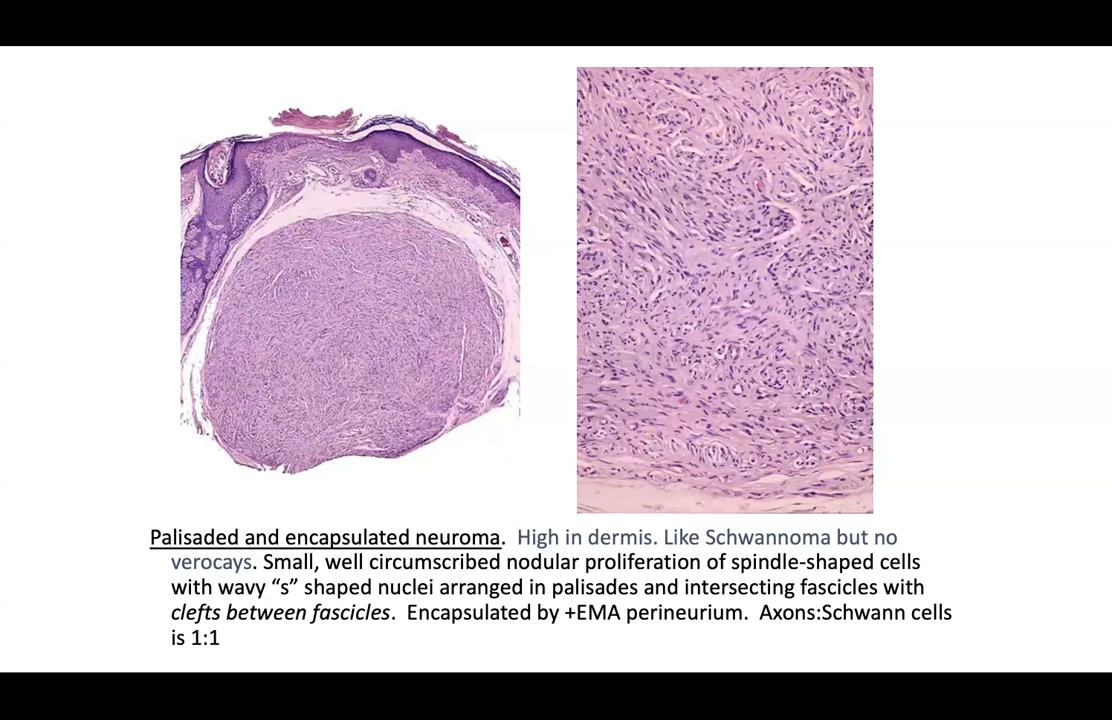 Palisaded and encapsulated neuroma. High in dermis. Like Schwannoma but no
verocays. Small, well circumscribed nodular proliferation of spindle-shaped cells
with wavy “s” shaped nuclei arranged in palisades and intersecting fascicles with
clefts between fascicles. Encapsulated by +EMA perineurium. Axons:Schwann cells
is 1:1